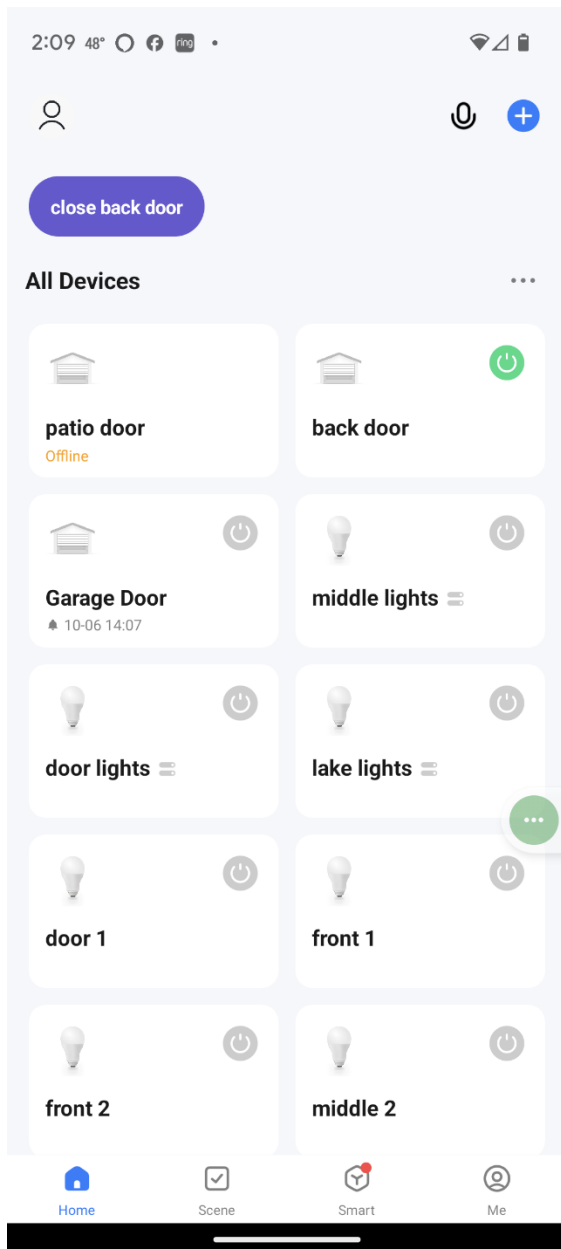 2:09 48° ring
close back door
All Devices
patio door
Offline
back door
Garage Door
10-06 14:07
middle lights
door lights
lake lights
door 1
front 1
front 2
middle 2
Home
Scene
Smart
Me